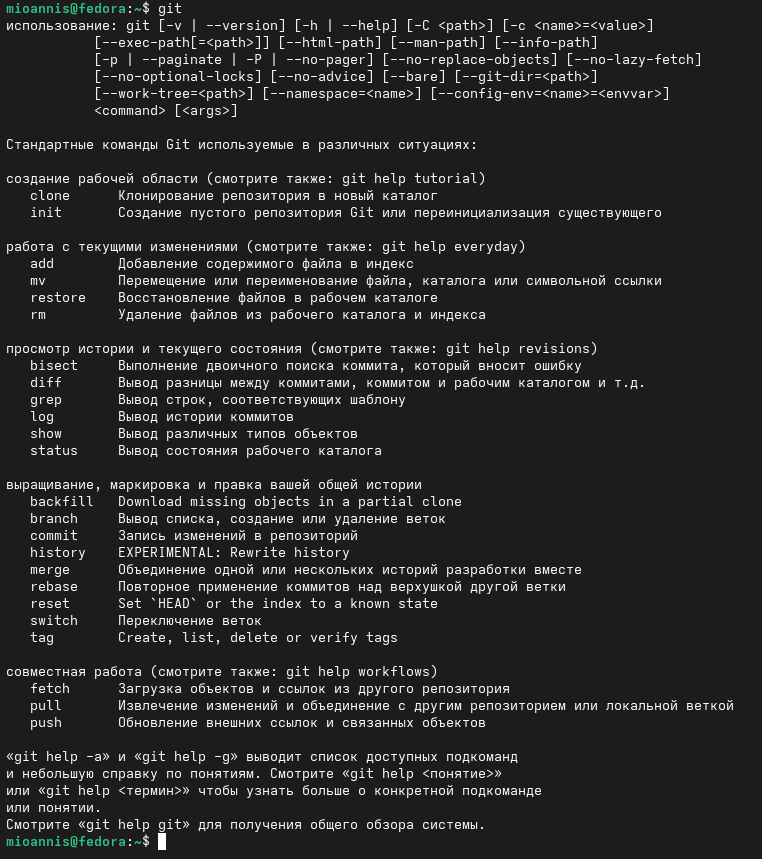 mioannis@fedora:~$ git
использование: git [-v | --version] [-h | --help] [-C <path>] [-c <name>=<value>]
           [--exec-path[=<path>]] [--html-path] [--man-path] [--info-path]
           [-p | --paginate | -P | --no-pager] [--no-replace-objects] [--no-lazy-fetch]
           [--no-optional-locks] [--no-advice] [--bare] [--git-dir=<path>]
           [--work-tree=<path>] [--namespace=<name>] [--config-env=<name>=<envvar>]
           <command> [<args>]

Стандартные команды Git используемые в различных ситуациях:

создание рабочей области (смотрите также: git help tutorial)
   clone      Клонирование репозитория в новый каталог
   init       Создание пустого репозитория Git или переинициализация существующего

работа с текущими изменениями (смотрите также: git help everyday)
   add        Добавление содержимого файла в индекс
   mv         Перемещение или переименование файла, каталога или символьной ссылки
   restore    Восстановление файлов в рабочем каталоге
   rm         Удаление файлов из рабочего каталога и индекса

просмотр истории и текущего состояния (смотрите также: git help revisions)
   bisect     Выполнение двоичного поиска коммита, который вносит ошибку
   diff       Вывод разницы между коммитами, коммитом и рабочим каталогом и т.д.
   grep       Вывод строк, соответствующих шаблону
   log        Вывод истории коммитов
   show       Вывод различных типов объектов
   status     Вывод состояния рабочего каталога

выращивание, маркировка и правка вашей общей истории
   backfill   Download missing objects in a partial clone
   branch     Вывод списка, создание или удаление веток
   commit     Запись изменений в репозиторий
   history    EXPERIMENTAL: Rewrite history
   merge      Объединение одной или нескольких историй разработки вместе
   rebase     Повторное применение коммитов над верхушкой другой ветки
   reset      Set `HEAD` or the index to a known state
   switch     Переключение веток
   tag        Create, list, delete or verify tags

совместная работа (смотрите также: git help workflows)
   fetch      Загрузка объектов и ссылок из другого репозитория
   pull       Извлечение изменений и объединение с другим репозиторием или локальной веткой
   push       Обновление внешних ссылок и связанных объектов

«git help -a» и «git help -g» выводит список доступных подкоманд
и небольшую справку по понятиям. Смотрите «git help <понятие>»
или «git help <термин>» чтобы узнать больше о конкретной подкоманде
или понятии.
Смотрите «git help git» для получения общего обзора системы.
mioannis@fedora:~$